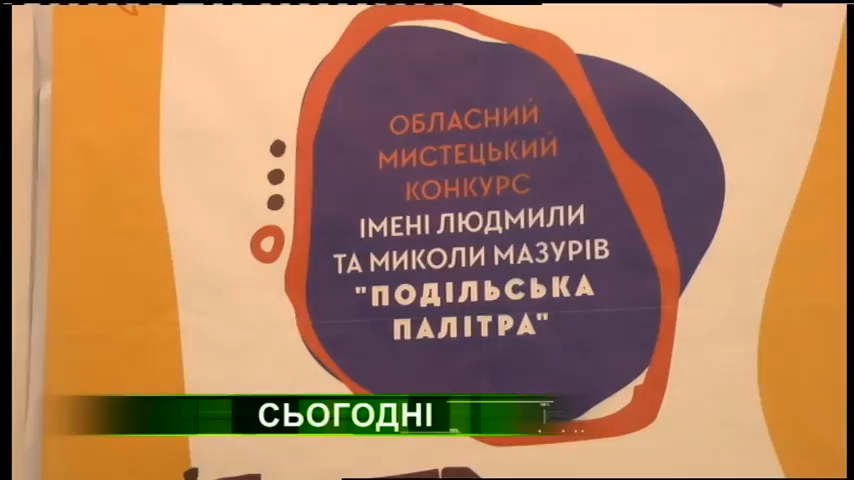 ОБЛАСНИЙ
МИСТЕЦЬКИЙ
КОНКУРС
ІМЕНІ ЛЮДМИЛИ
ТА МИКОЛИ МАЗУРІВ
"ПОДІЛЬСЬКА
ПАЛІТРА"
СЬОГОДНІ